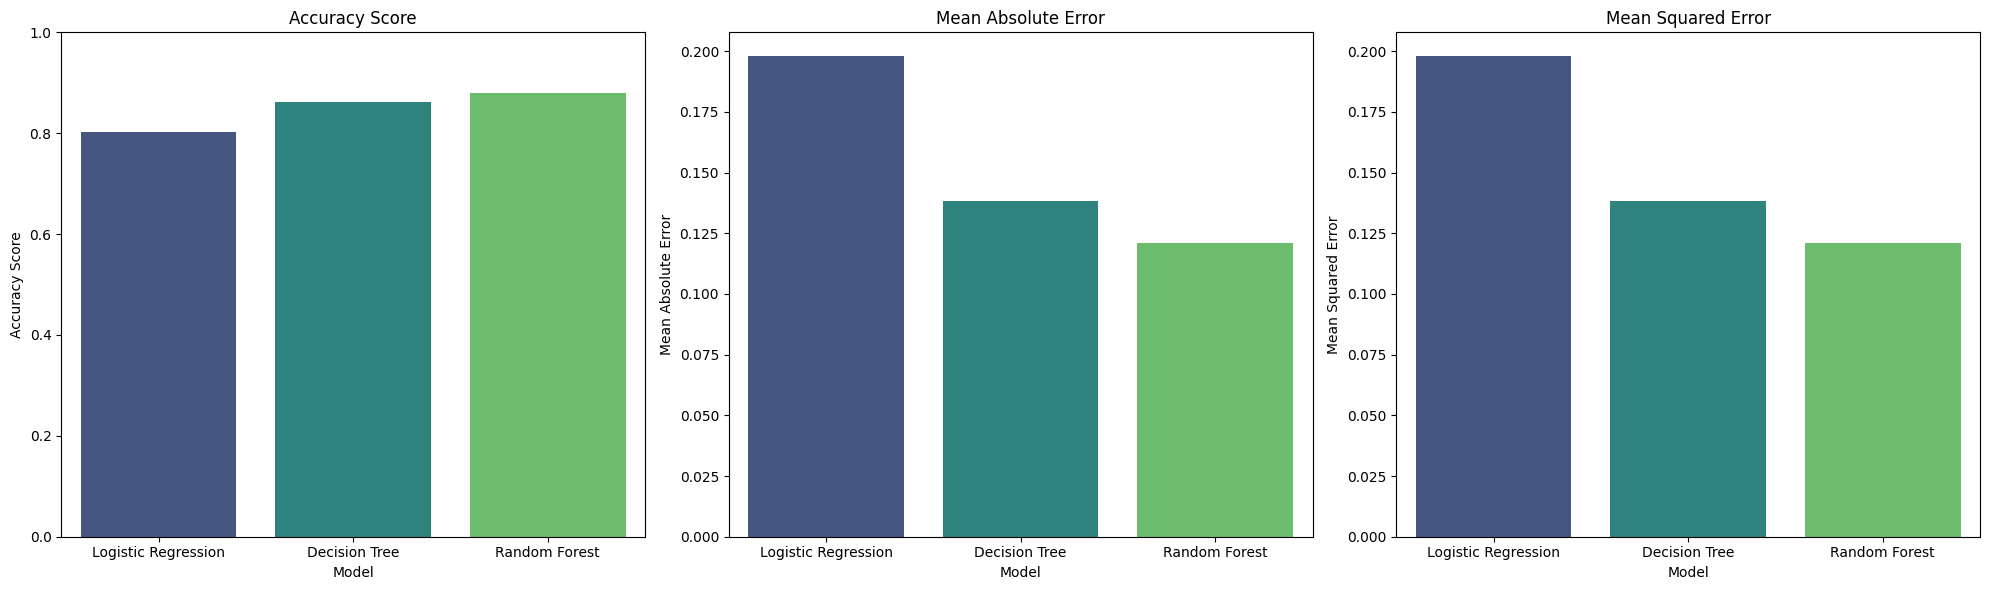 Accuracy Score
1.0
0.8
0.6
0.4
0.2
0.0
Accuracy Score
Logistic Regression
Decision Tree
Random Forest
Model
Mean Absolute Error
0.200
0.175
0.150
0.125
0.100
0.075
0.050
0.025
0.000
Mean Absolute Error
Logistic Regression
Decision Tree
Random Forest
Model
Mean Squared Error
0.200
0.175
0.150
0.125
0.100
0.075
0.050
0.025
0.000
Mean Squared Error
Logistic Regression
Decision Tree
Random Forest
Model